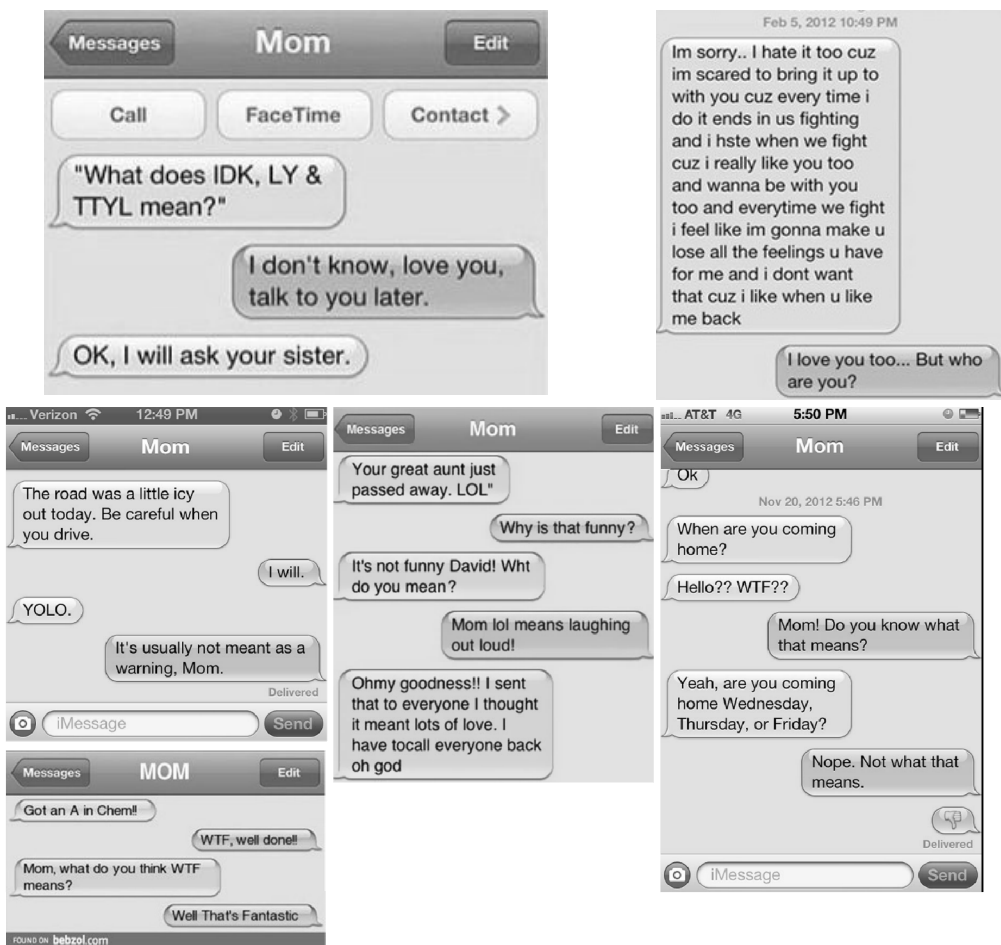 Messages
Mom
Edit
Call
FaceTime
Contact >
"What does IDK, LY &
TTYL mean?"
I don't know, love you,
talk to you later.
OK, I will ask your sister.
Feb 5, 2012 10:49 PM
Im sorry.. I hate it too cuz
im scared to bring it up to
with you cuz every time i
do it ends in us fighting
and i hste when we fight
cuz i really like you too
and wanna be with you
too and everytime we fight
i feel like im gonna make u
lose all the feelings u have
for me and i dont want
that cuz i like when u like
me back
I love you too... But who
are you?
Verizon
12:49 PM
Messages
Mom
Edit
The road was a little icy
out today. Be careful when
you drive.
I will.
YOLO.
It's usually not meant as a
warning, Mom.
Delivered
iMessage
Send
Messages
Mom
Edit
Your great aunt just
passed away. LOL"
Why is that funny?
It's not funny David! Wht
do you mean?
Mom lol means laughing
out loud!
Ohmy goodness!! I sent
that to everyone I thought
it meant lots of love. I
have tocall everyone back
oh god
AT&T 4G
5:50 PM
Messages
Mom
Edit
Ok
Nov 20, 2012 5:46 PM
When are you coming
home?
Hello?? WTF??
Mom! Do you know what
that means?
Yeah, are you coming
home Wednesday,
Thursday, or Friday?
Nope. Not what that
means.
Delivered
iMessage
Send
Messages
MOM
Edit
Got an A in Chem!!
WTF, well done!!
Mom, what do you think WTF
means?
Well That's Fantastic
FOUND ON bebzol.com